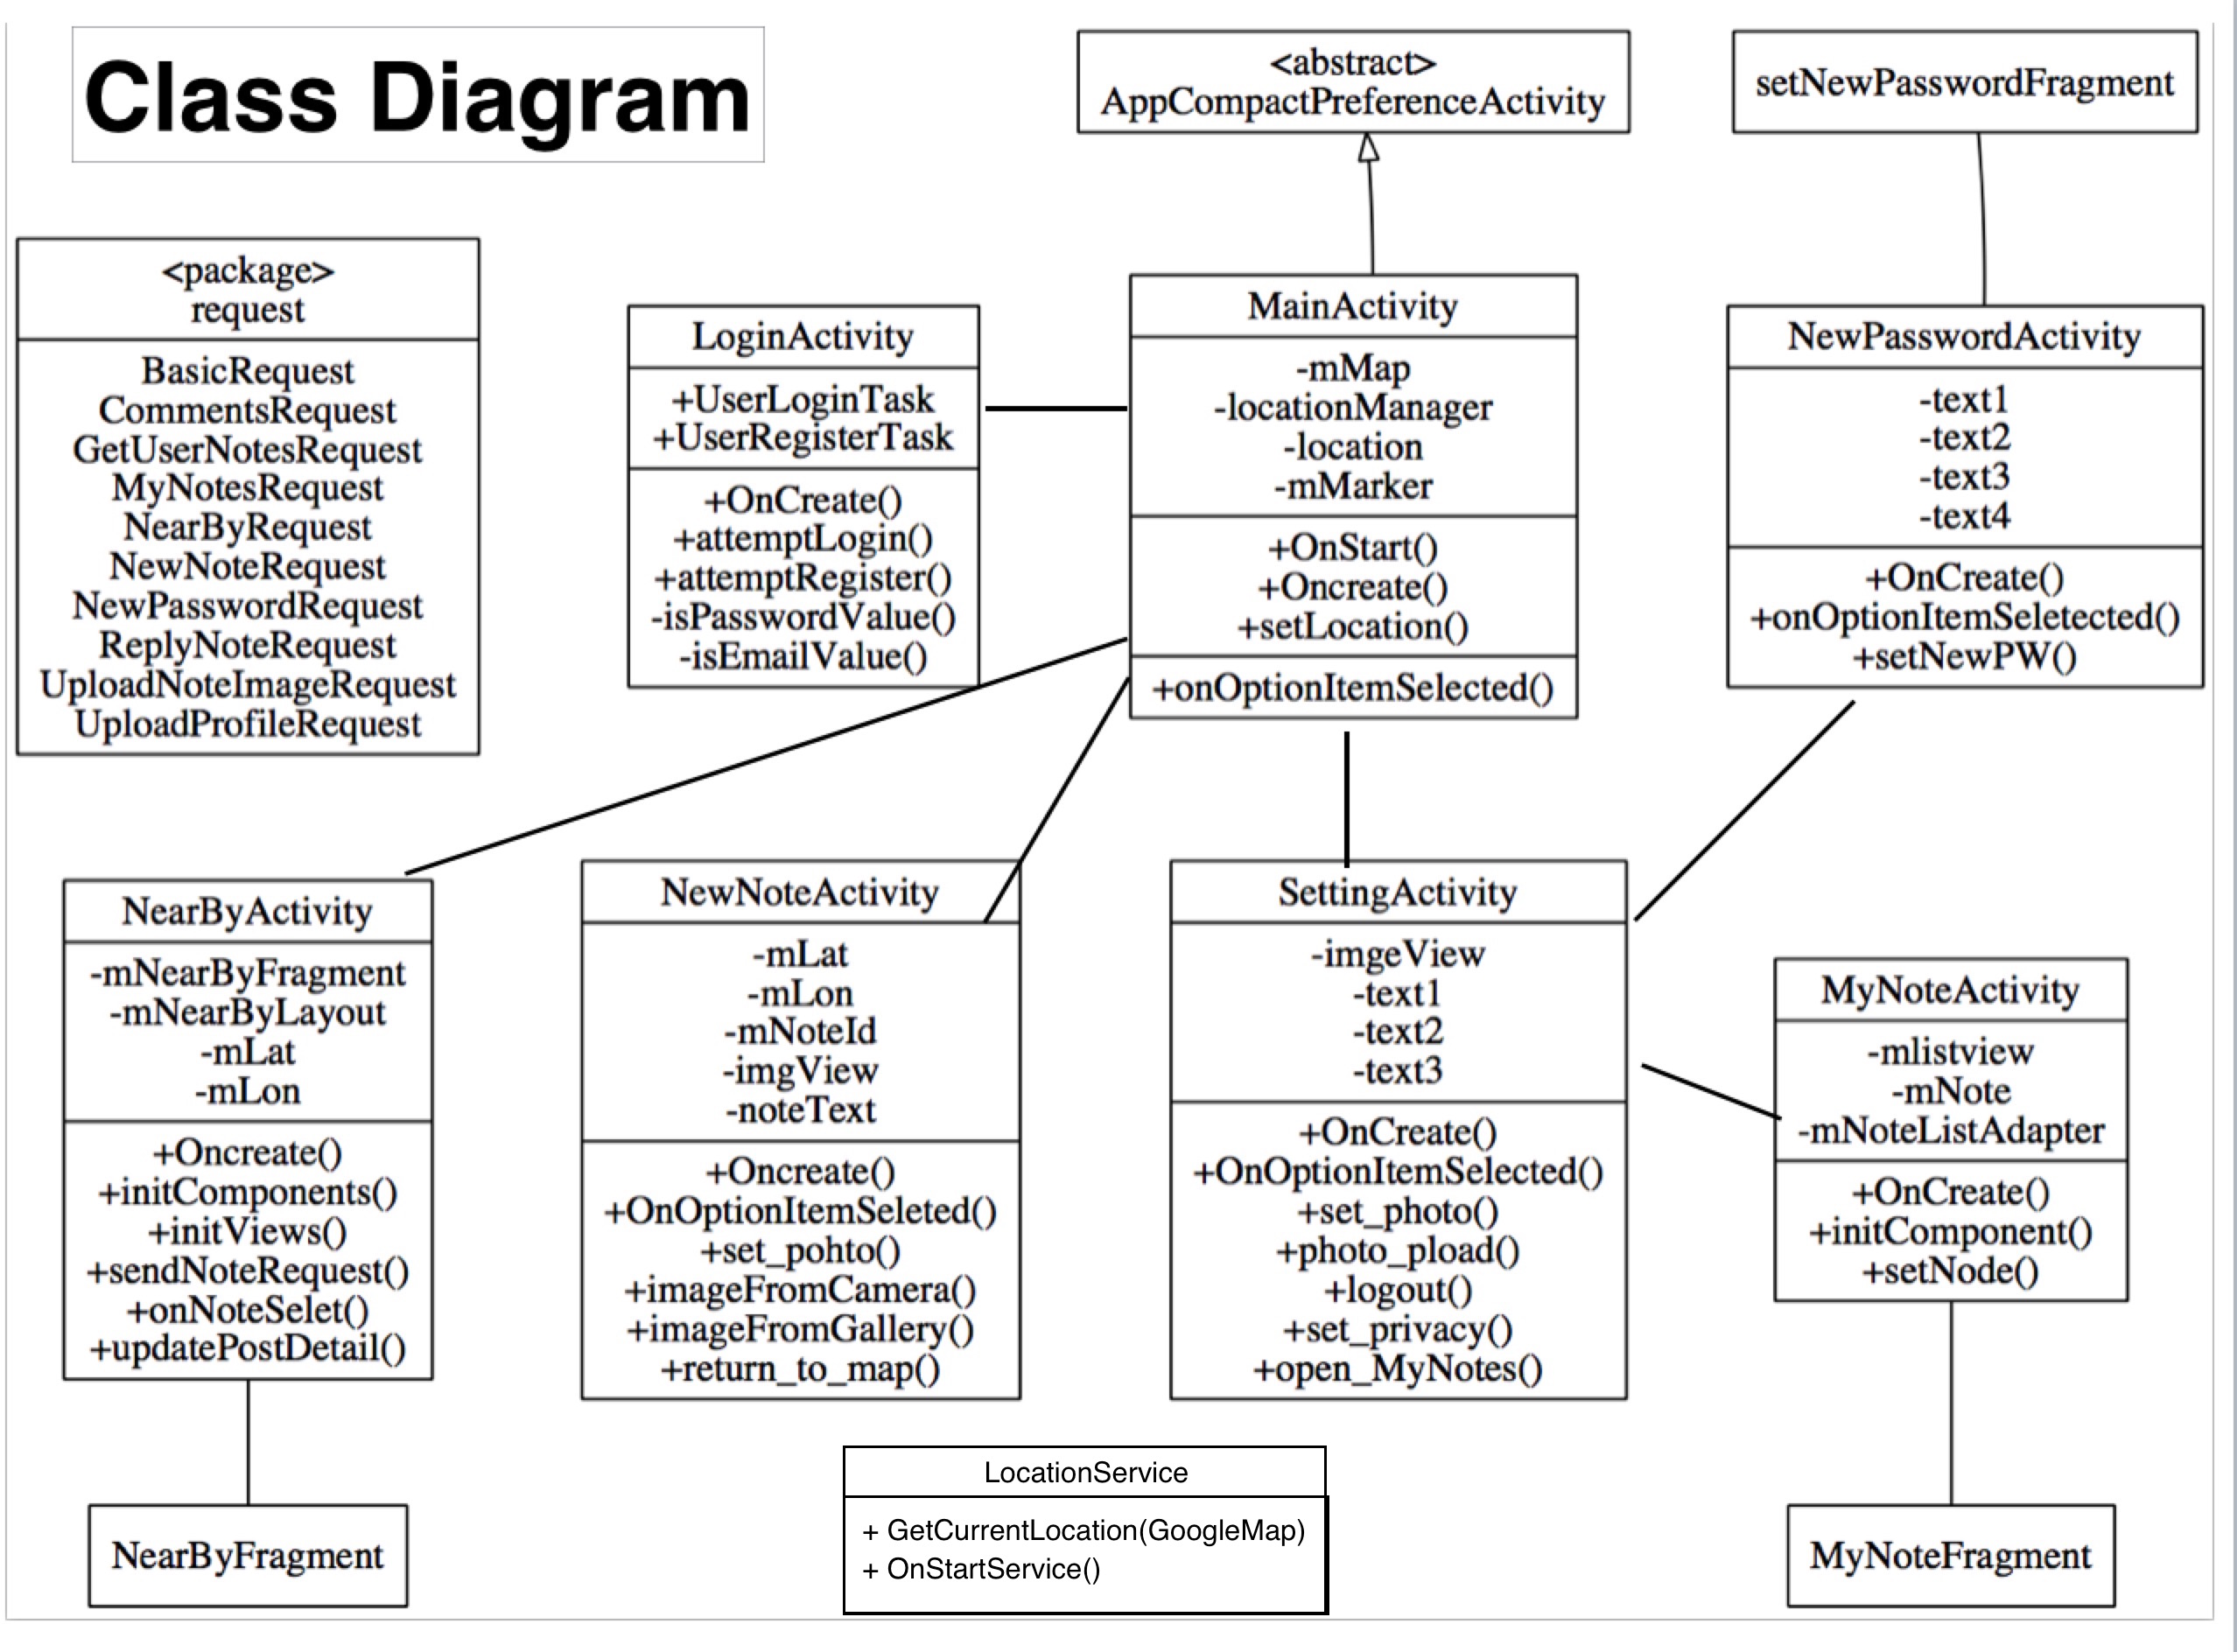 Class Diagram
<abstract>
AppCompactPreferenceActivity
setNewPasswordFragment
<package>
request
BasicRequest
CommentsRequest
GetUserNotesRequest
MyNotesRequest
NearByRequest
NewNoteRequest
NewPasswordRequest
ReplyNoteRequest
UploadNoteImageRequest
UploadProfileRequest
LoginActivity
+UserLoginTask
+UserRegisterTask
+OnCreate()
+attemptLogin()
+attemptRegister()
-isPasswordValue()
-isEmailValue()
MainActivity
-mMap
-locationManager
-location
-mMarker
+OnStart()
+Oncreate()
+setLocation()
+onOptionItemSelected()
NewPasswordActivity
-text1
-text2
-text3
-text4
+OnCreate()
+onOptionItemSeletected()
+setNewPW()
NearByActivity
-mNearByFragment
-mNearByLayout
-mLat
-mLon
+Oncreate()
+initComponents()
+initViews()
+sendNoteRequest()
+onNoteSelet()
+updatePostDetail()
NewNoteActivity
-mLat
-mLon
-mNoteId
-imgView
-noteText
+Oncreate()
+OnOptionItemSeleted()
+set_pohto()
+imageFromCamera()
+imageFromGallery()
+return_to_map()
SettingActivity
-imgeView
-text1
-text2
-text3
+OnCreate()
+OnOptionItemSelected()
+set_photo()
+photo_pload()
+logout()
+set_privacy()
+open_MyNotes()
MyNoteActivity
-mlistview
-mNote
-mNoteListAdapter
+OnCreate()
+initComponent()
+setNode()
NearByFragment
LocationService
+ GetCurrentLocation(GoogleMap)
+ OnStartService()
MyNoteFragment